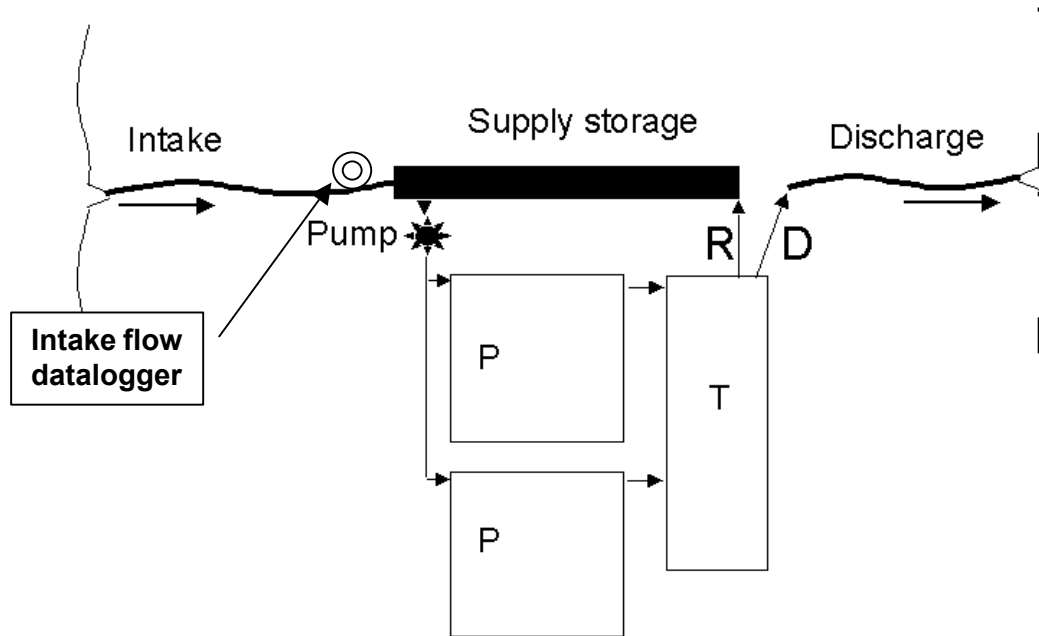 Supply storage
Intake
Discharge
Pump
R
D
Intake flow
datalogger
P
T
P